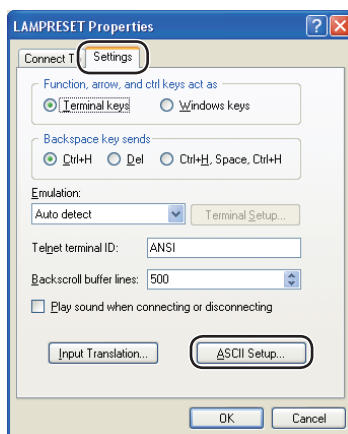 LAMPRESET Properties
Connect T Settings
Function, arrow, and ctrl keys act as
Terminal keys Windows keys
Backspace key sends
Ctrl+H Del Ctrl+H, Space, Ctrl+H
Emulation:
Auto detect Terminal Setup...
Telnet terminal ID: ANSI
Backscroll buffer lines: 500
Play sound when connecting or disconnecting
Input Translation... ASCII Setup...
OK Cancel